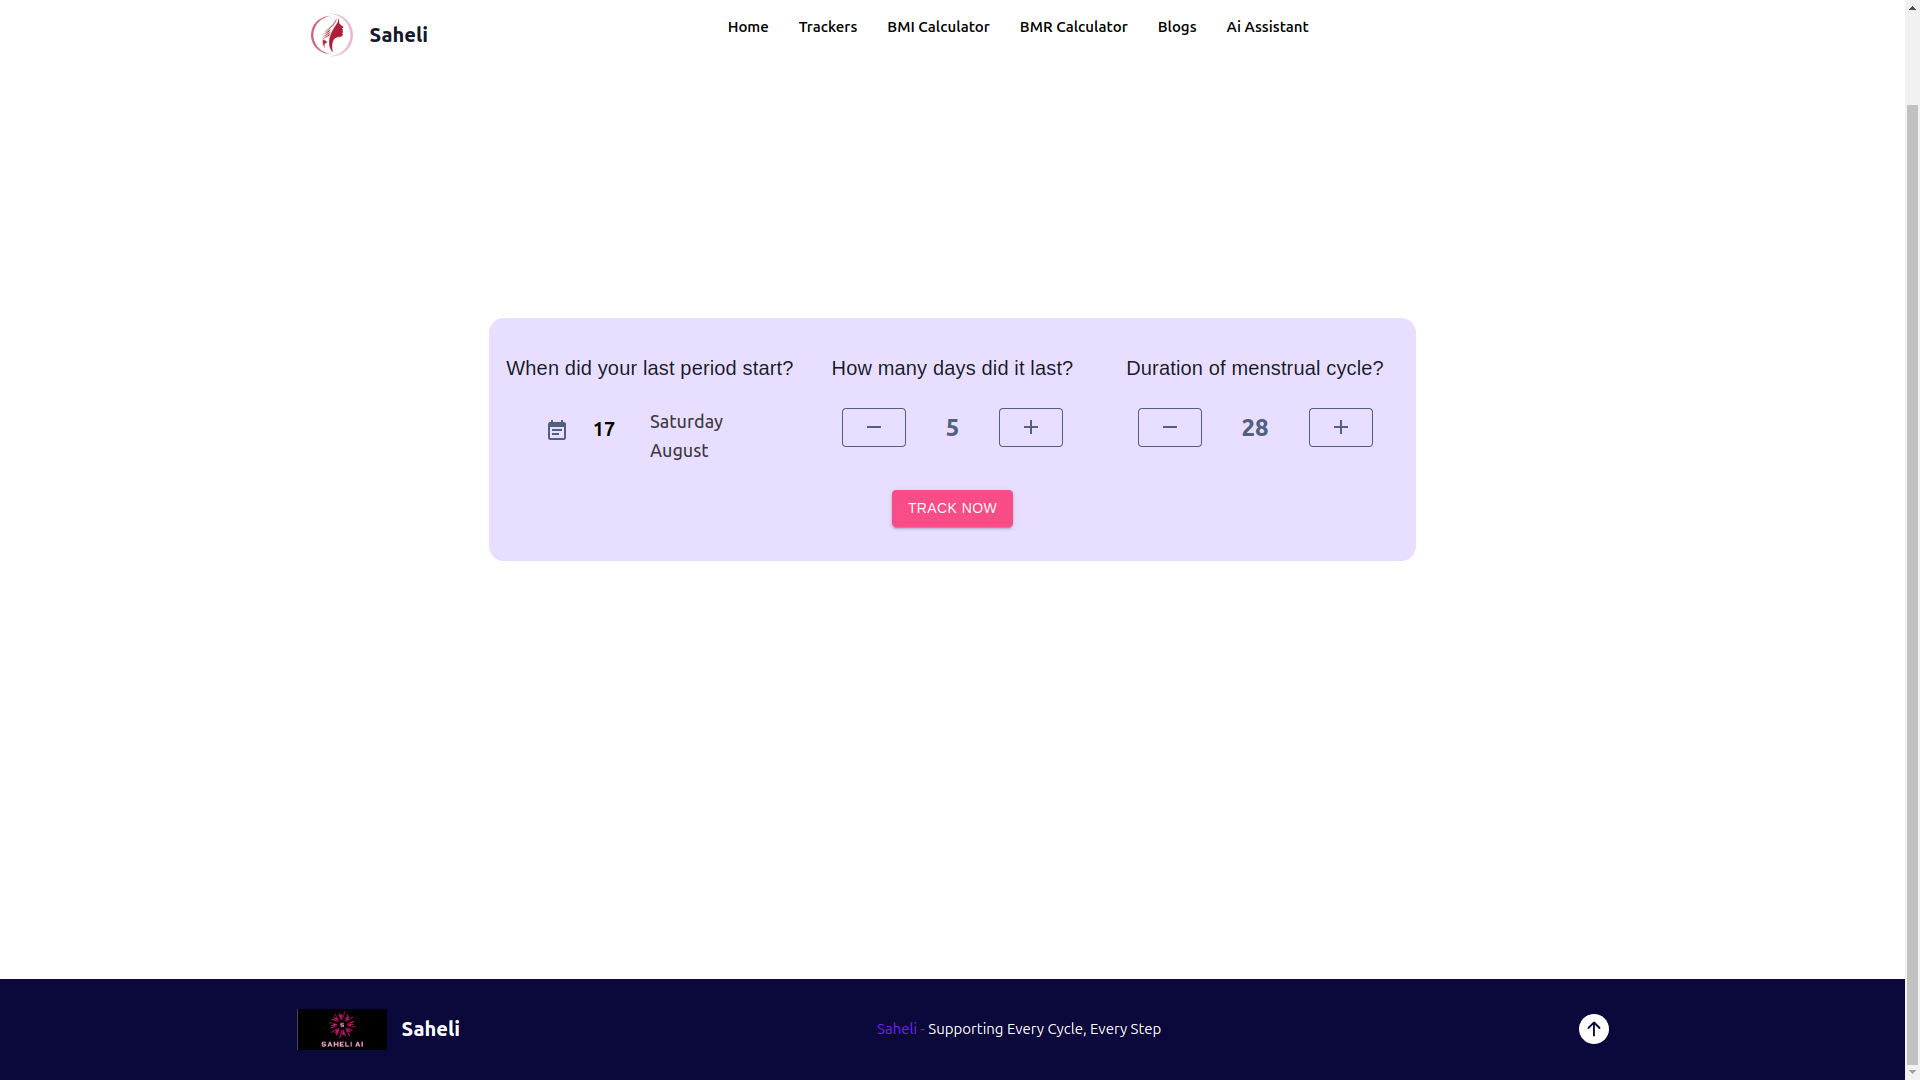 Saheli
Home Trackers BMI Calculator BMR Calculator Blogs Ai Assistant
When did your last period start? How many days did it last? Duration of menstrual cycle?
17 Saturday August 5 28
TRACK NOW
SAHELI AI
Saheli
Saheli - Supporting Every Cycle, Every Step